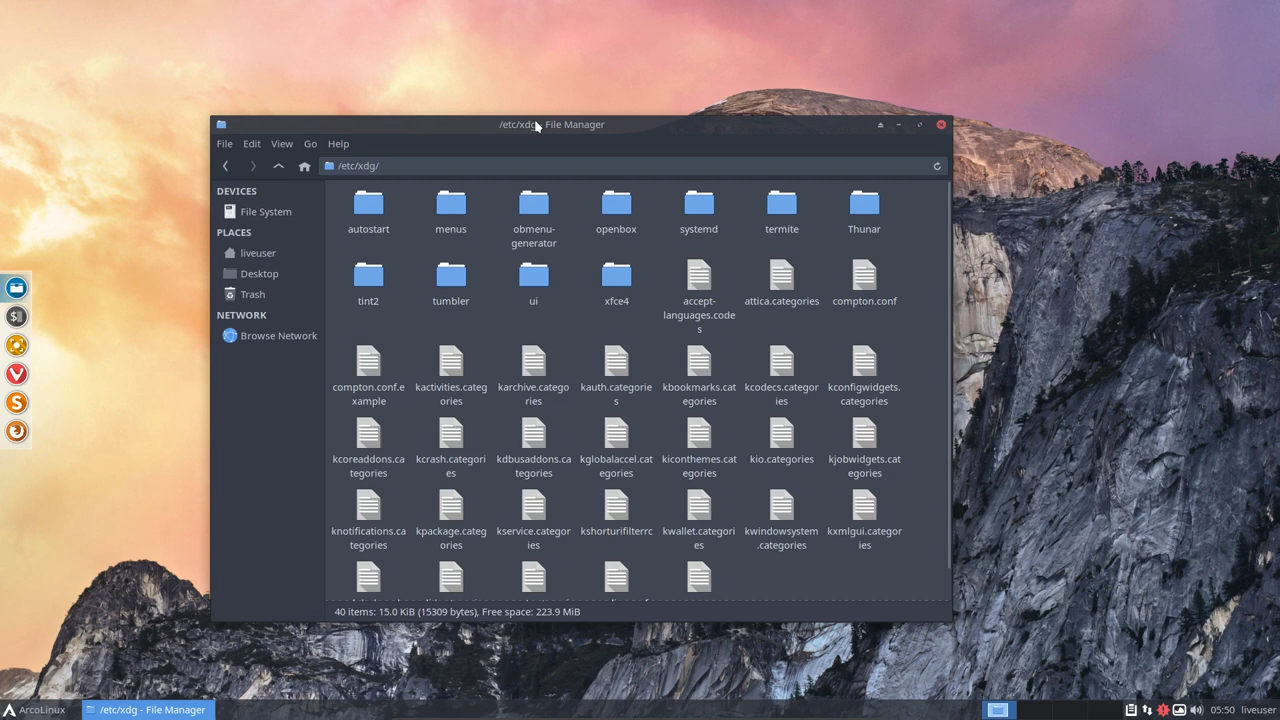 /etc/xdg - File Manager
File Edit View Go Help
/etc/xdg/
DEVICES
File System
PLACES
liveuser
Desktop
Trash
NETWORK
Browse Network
autostart menus obmenu- openbox systemd termite Thunar
generator
tint2 tumbler ui xfce4 accept- attica.categories compton.conf
languages.code
s
compton.conf.e kactivities.categ karchive.catego kauth.categorie kbookmarks.cat kcodecs.categor kconfigwidgets.
xample ories ries s egories ies categories
kcoreaddons.ca kcrash.categori kdbusaddons.ca kglobalaccel.cat kiconthemes.cat kio.categories kjobwidgets.cat
tegories es tegories egories egories egories
knotifications.ca kpackage.categ kservice.categor kshorturifilterrc kwallet.categori kwindowsystem kxmlgui.categor
tegories ories ies es .categories ies
40 items: 15.0 KiB (15309 bytes), Free space: 223.9 MiB
ArcoLinux /etc/xdg - File Manager 05:50 liveuser